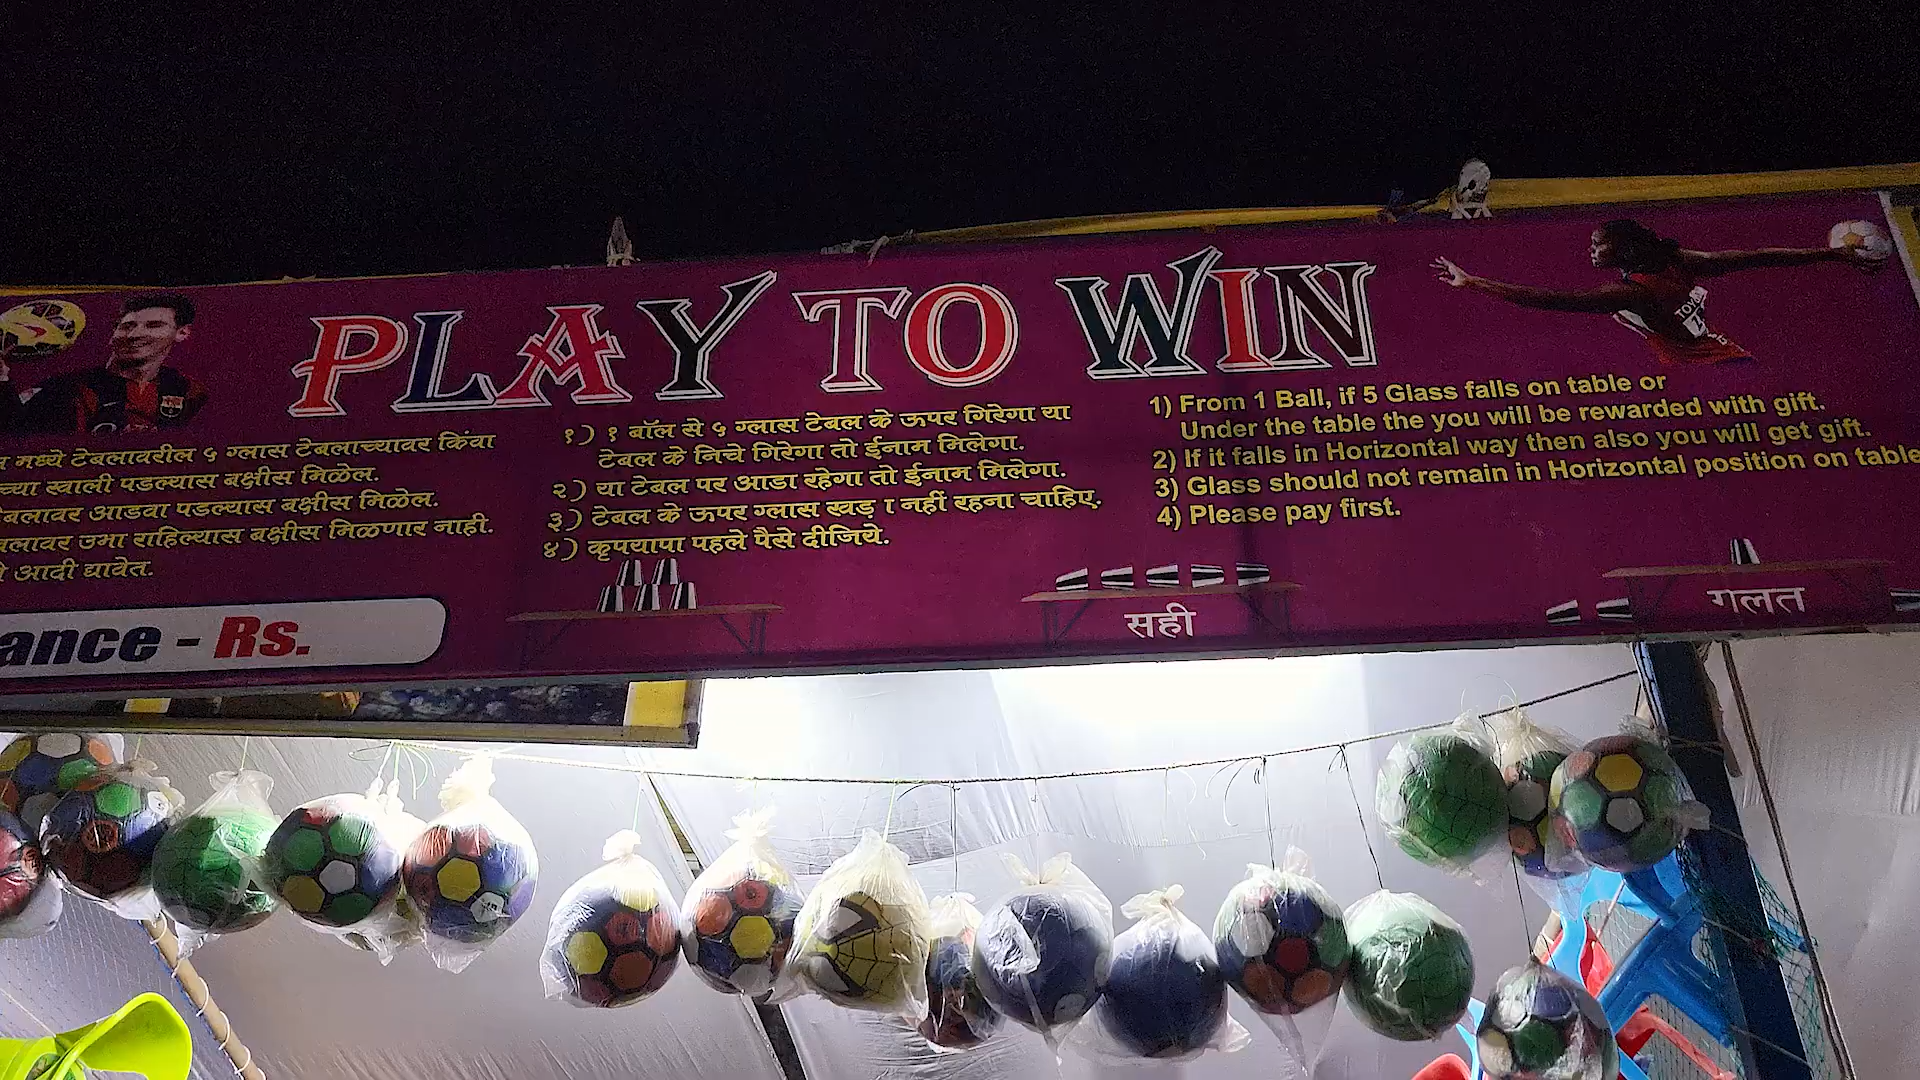 PLAY TO WIN
मध्ये टेबलावरील ५ ग्लास टेबलाच्यावर किंवा
च्या खाली पडल्यास बक्षीस मिळेल.
बलावर आडवा पडल्यास बक्षीस मिळेल.
बलावर उभा राहिल्यास बक्षीस मिळणार नाही.
आदी द्यावेत.
१) १ बॉल से ५ ग्लास टेबल के ऊपर गिरेगा या
टेबल के निचे गिरेगा तो ईनाम मिलेगा.
२) या टेबल पर आडा रहेगा तो ईनाम मिलेगा.
३) टेबल के ऊपर ग्लास खड़ा नहीं रहना चाहिए.
४) कृपयापा पहले पैसे दीजिये.
1) From 1 Ball, if 5 Glass falls on table or
Under the table the you will be rewarded with gift.
2) If it falls in Horizontal way then also you will get gift.
3) Glass should not remain in Horizontal position on table
4) Please pay first.
ance - Rs.
सही
गलत